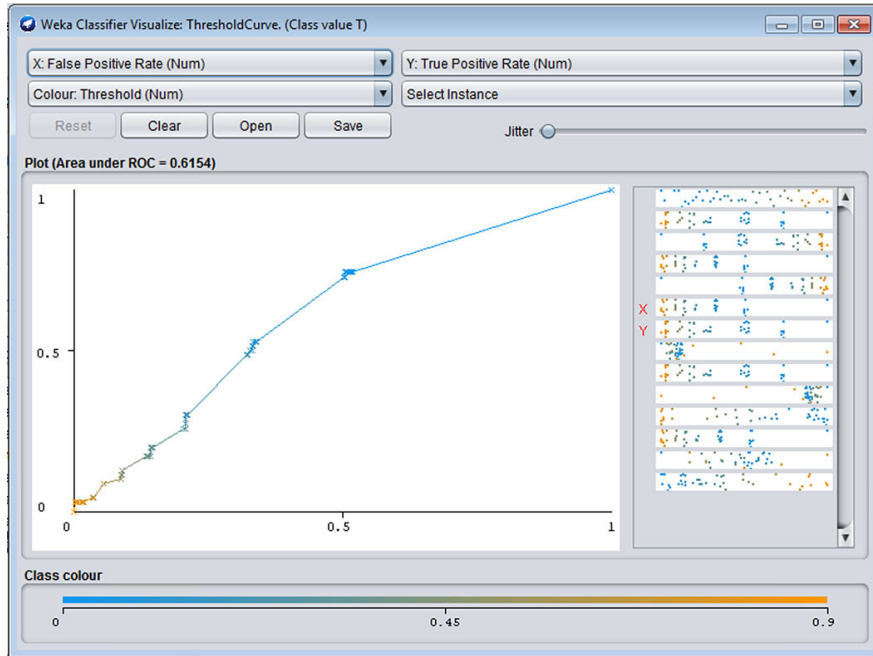 Weka Classifier Visualize: ThresholdCurve. (Class value T)
X: False Positive Rate (Num) Y: True Positive Rate (Num)
Colour: Threshold (Num) Select Instance
Reset Clear Open Save Jitter
Plot (Area under ROC = 0.6154)
1
0.5
0
0 0.5 1
X
Y
Class colour
0 0.45 0.9